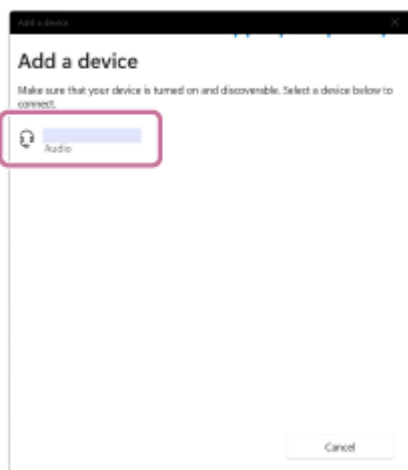 Add a device
Add a device
Make sure that your device is turned on and discoverable. Select a device below to
connect.
Audio
Cancel